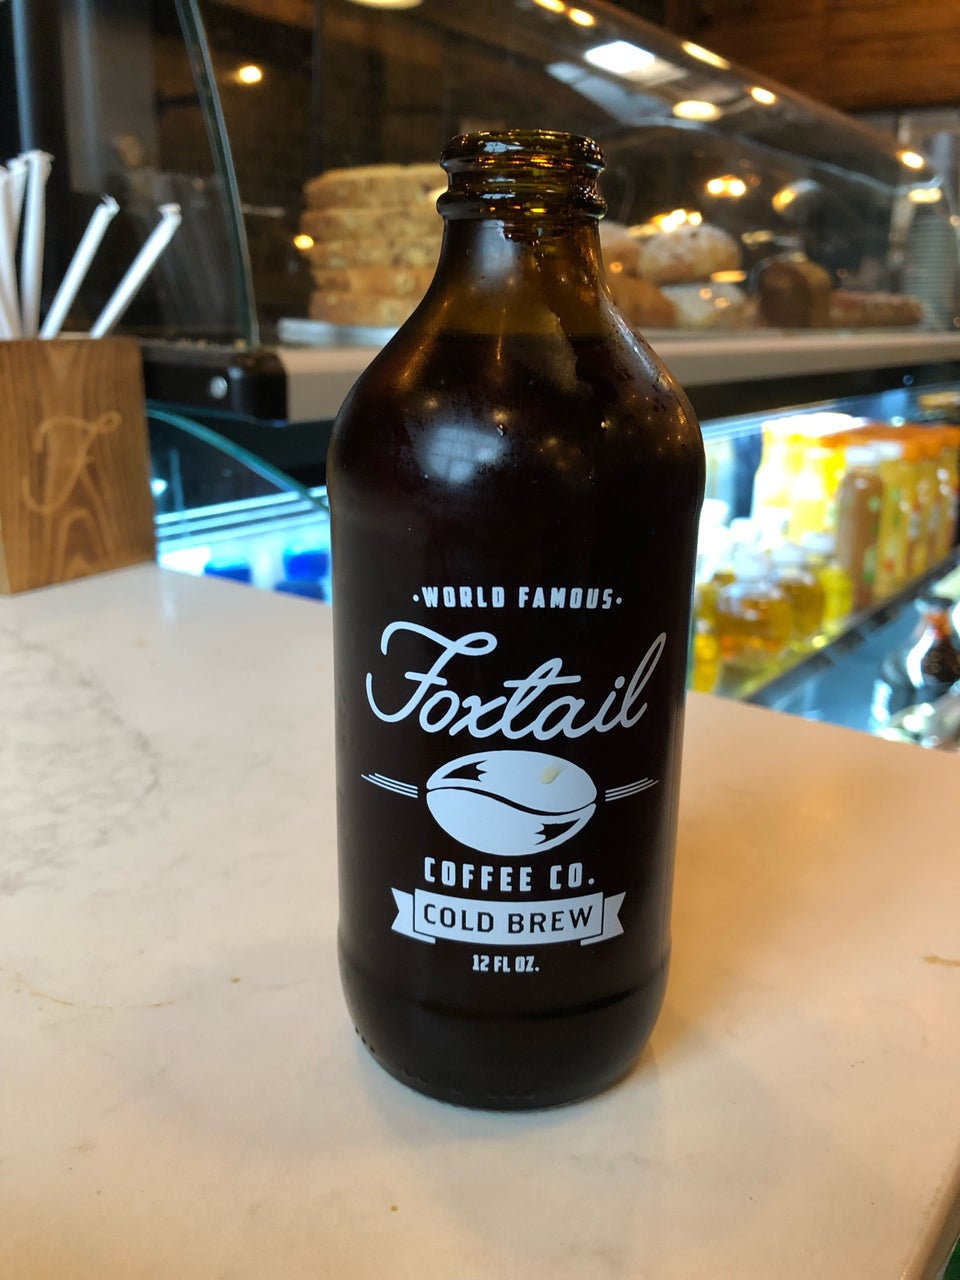 ·WORLD FAMOUS·
Foxtail
COFFEE CO.
COLD BREW
12 FL OZ.
F